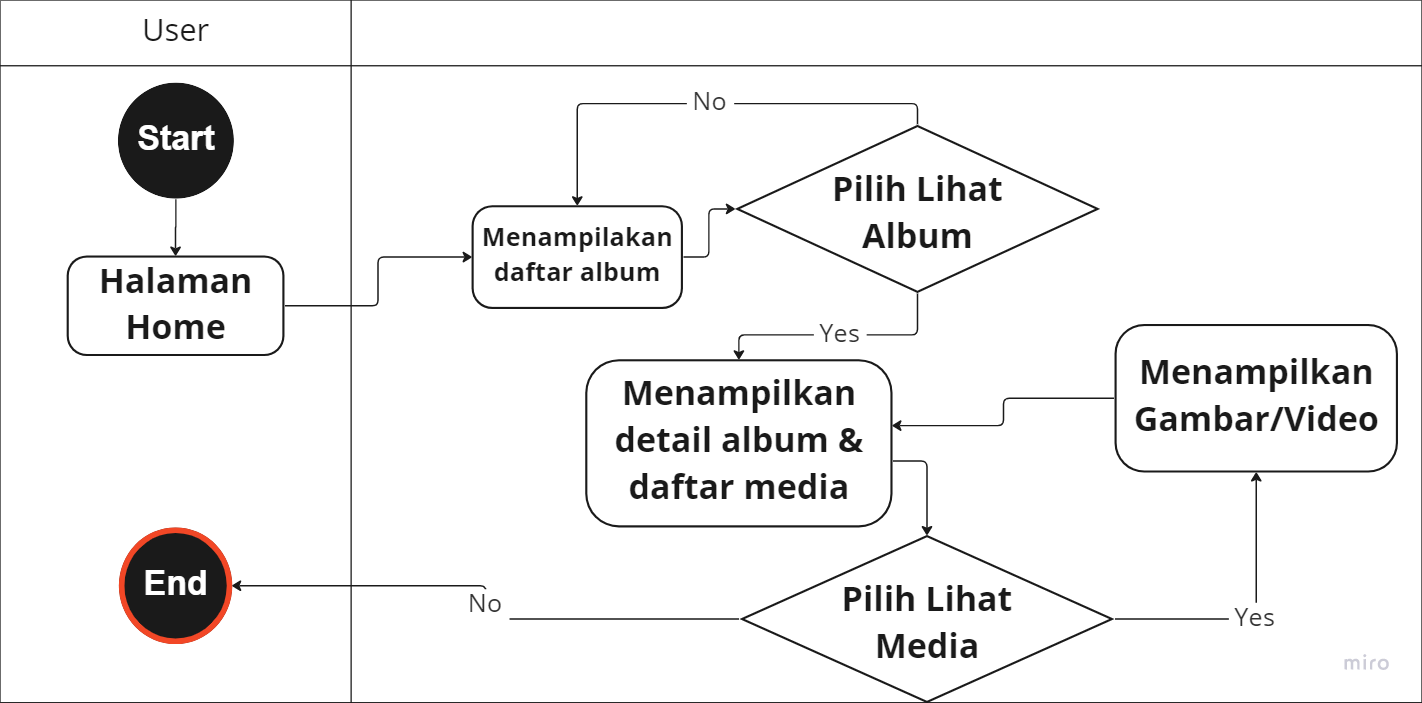 User
Start
No
Pilih Lihat
Album
Menampilakan
daftar album
Halaman
Home
Yes
Menampilkan
detail album &
daftar media
Menampilkan
Gambar/Video
End
No
Pilih Lihat
Media
Yes
miro